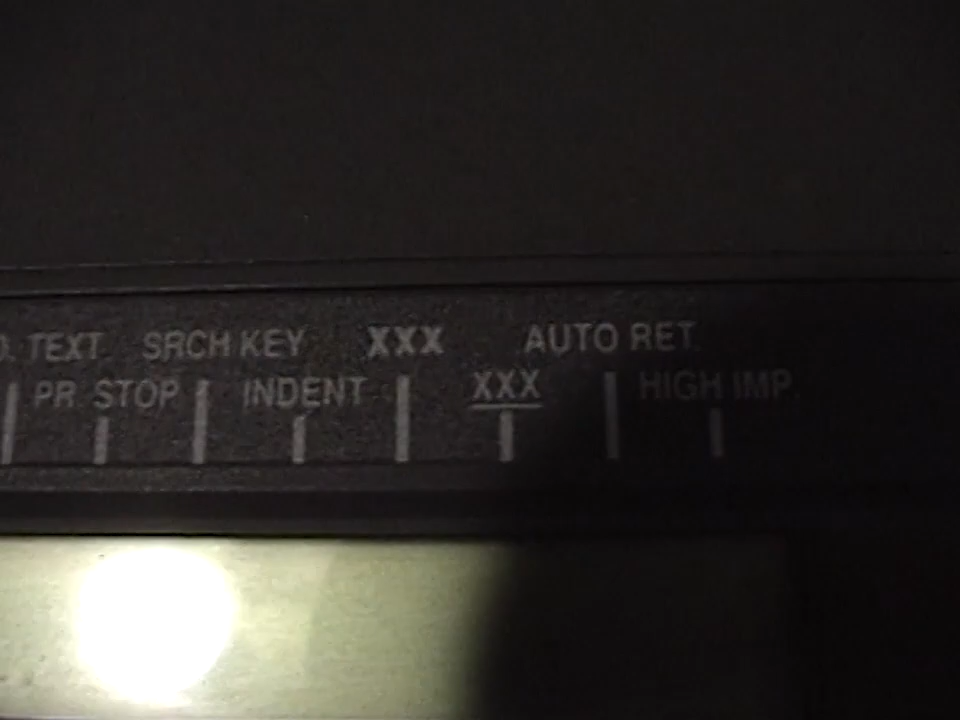 TEXT SRCH KEY XXX AUTO RET.
PR. STOP INDENT XXX HIGH IMP.